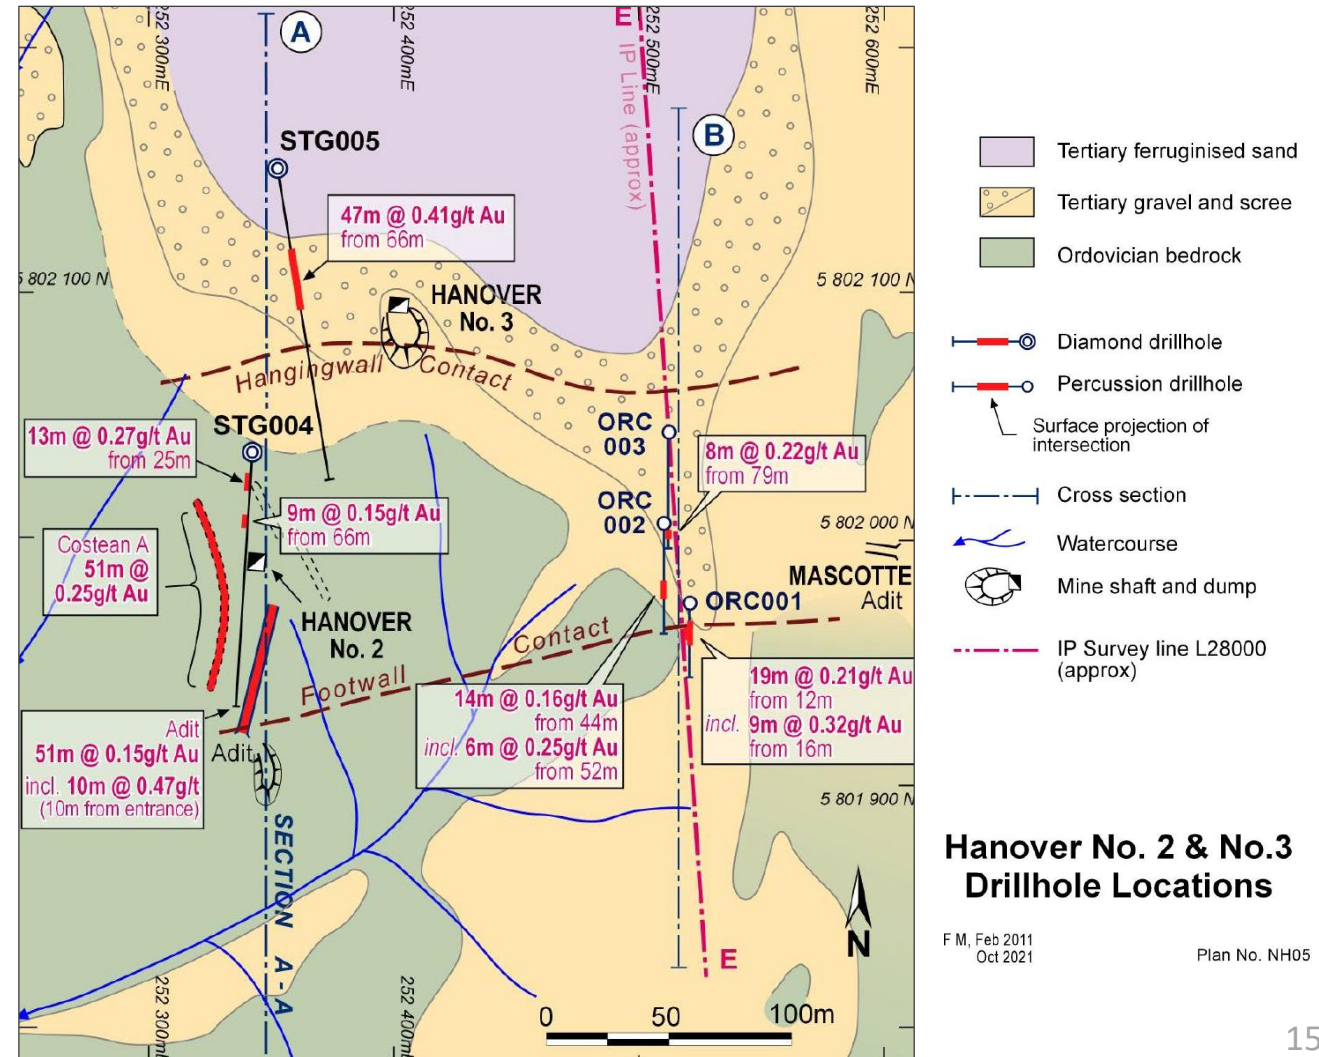 252 300mE
A
252 400mE
E
252 500mE
252 600mE
IP Line (approx)
B
STG005
47m @ 0.41g/t Au
from 66m
5 802 100 N
5 802 100 N
HANOVER
No. 3
Hangingwall Contact
STG004
13m @ 0.27g/t Au
from 25m
ORC
003
8m @ 0.22g/t Au
from 79m
9m @ 0.15g/t Au
from 66m
ORC
002
5 802 000 N
Costean A
51m @
0.25g/t Au
MASCOTTE
Adit
ORC001
HANOVER
No. 2
Footwall Contact
19m @ 0.21g/t Au
from 12m
incl. 9m @ 0.32g/t Au
from 16m
14m @ 0.16g/t Au
from 44m
incl. 6m @ 0.25g/t Au
from 52m
Adit
51m @ 0.15g/t Au
incl. 10m @ 0.47g/t
(10m from entrance)
Adit
5 801 900 N
SECTION A - A
E
N
252 300mE
252 400mE
0 50 100m
Tertiary ferruginised sand
Tertiary gravel and scree
Ordovician bedrock
Diamond drillhole
Percussion drillhole
Surface projection of
intersection
Cross section
Watercourse
Mine shaft and dump
IP Survey line L28000
(approx)
Hanover No. 2 & No.3
Drillhole Locations
F M, Feb 2011
Oct 2021
Plan No. NH05
15